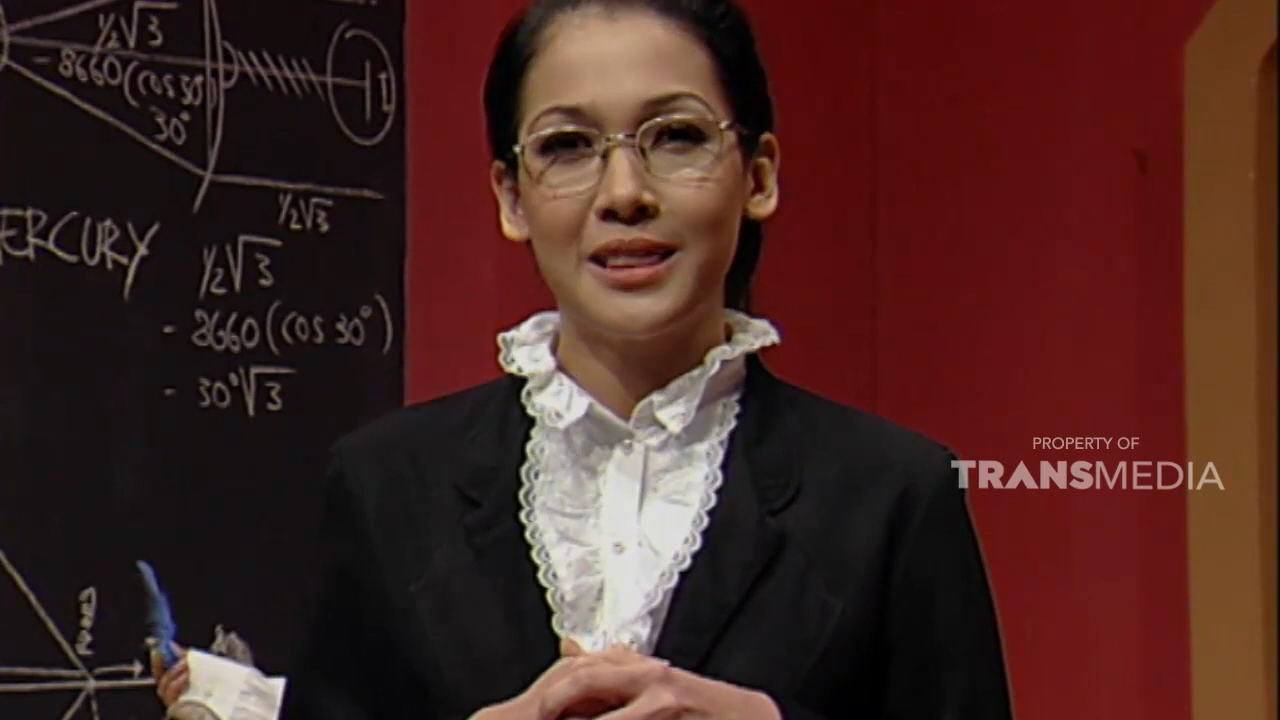 ½√3
- 8660(cos 30°
30°
½√3
ERCURY
½√3
- 8660(cos 30°)
- 30°√3
PROPERTY OF
TRANSMEDIA